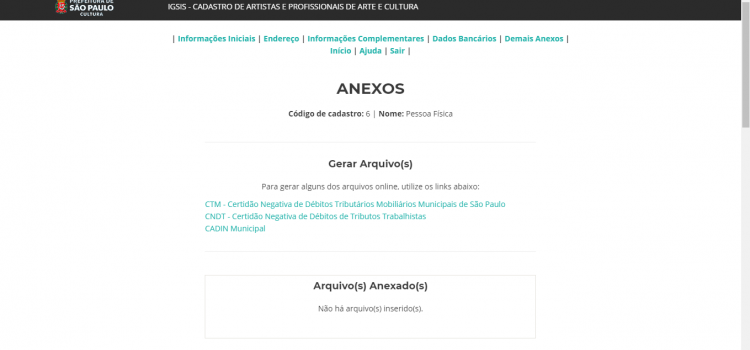 PREFEITURA DE
SÃO PAULO
CULTURA
IGSIS - CADASTRO DE ARTISTAS E PROFISSIONAIS DE ARTE E CULTURA
| Informações Iniciais | Endereço | Informações Complementares | Dados Bancários | Demais Anexos |
Início | Ajuda | Sair |
ANEXOS
Código de cadastro: 6 | Nome: Pessoa Física
Gerar Arquivo(s)
Para gerar alguns dos arquivos online, utilize os links abaixo:
CTM - Certidão Negativa de Débitos Tributários Mobiliários Municipais de São Paulo
CNDT - Certidão Negativa de Débitos de Tributos Trabalhistas
CADIN Municipal
Arquivo(s) Anexado(s)
Não há arquivo(s) inserido(s).